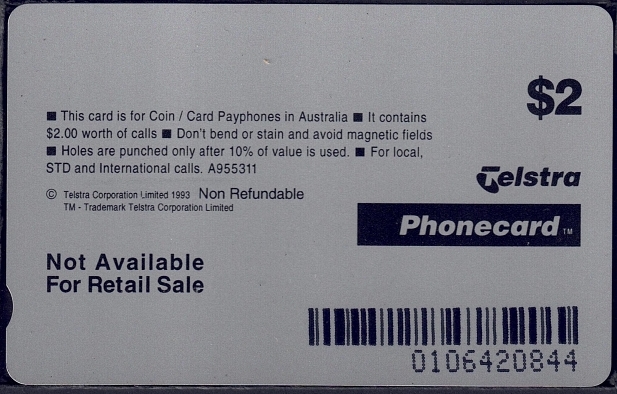 $2
■ This card is for Coin / Card Payphones in Australia ■ It contains
$2.00 worth of calls ■ Don't bend or stain and avoid magnetic fields
■ Holes are punched only after 10% of value is used. ■ For local,
STD and International calls. A955311
Telstra
© Telstra Corporation Limited 1993 Non Refundable
TM - Trademark Telstra Corporation Limited
Phonecard TM
Not Available
For Retail Sale
0106420844